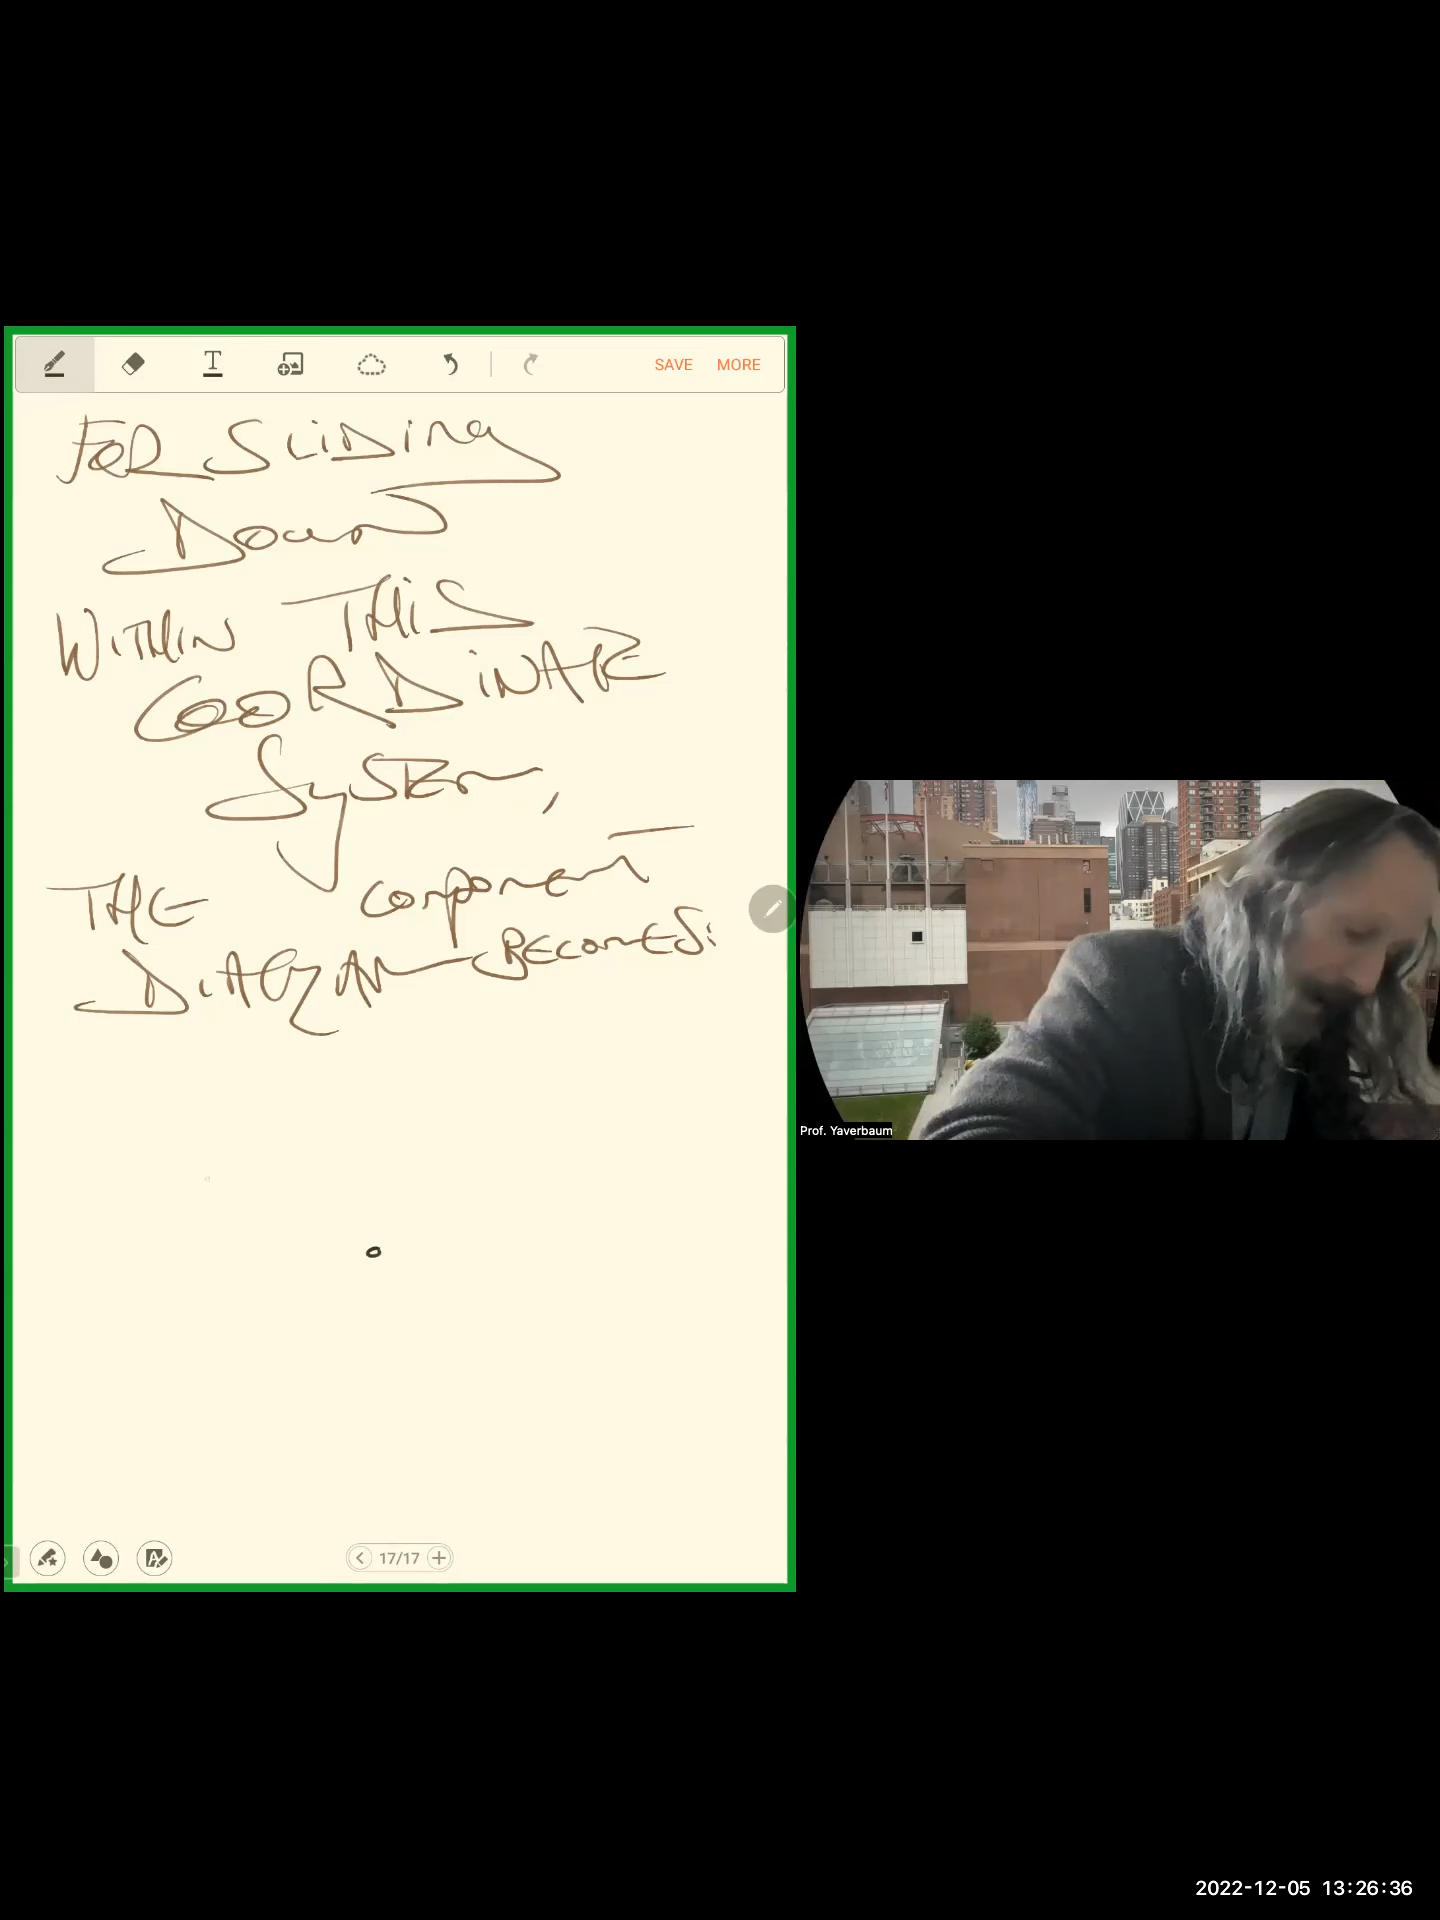 SAVE MORE
FOR SLIDING
DOWN
WITHIN THIS
COORDINATE
SYSTEM,
THE component
DIAGRAM BECOMES:
17/17
Prof. Yaverbaum
2022-12-05 13:26:36